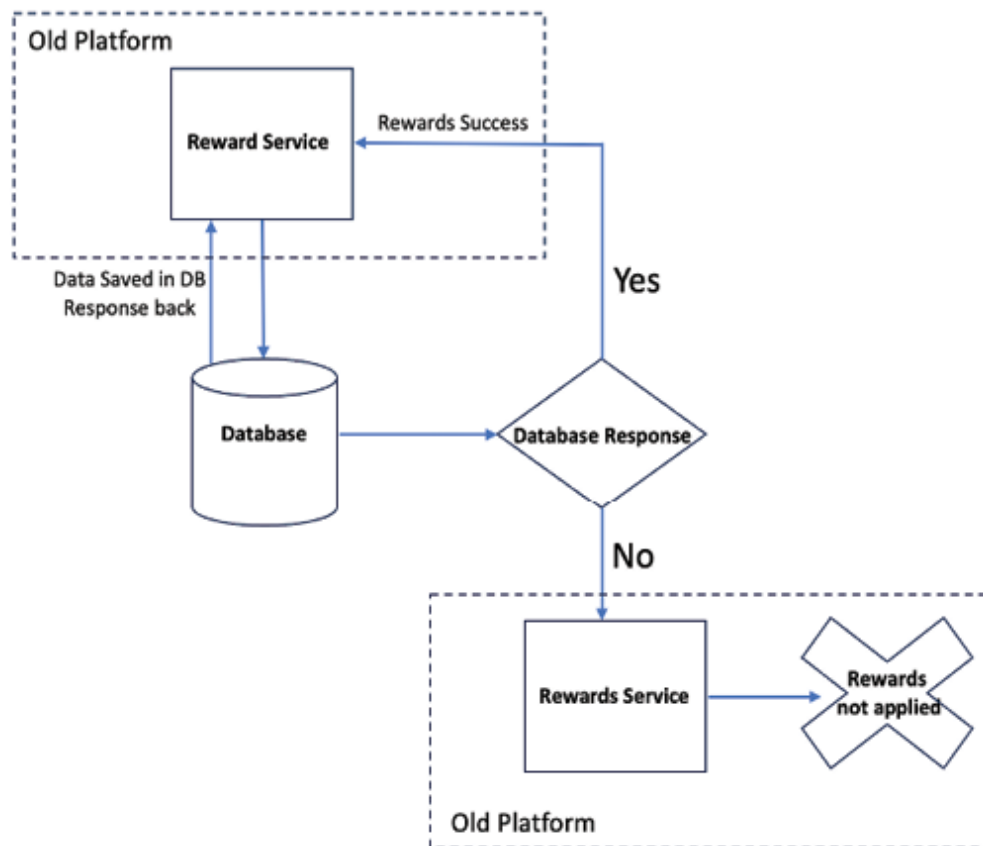 Old Platform
Reward Service
Rewards Success
Data Saved in DB
Response back
Yes
Database
Database Response
No
Rewards Service
Rewards
not applied
Old Platform